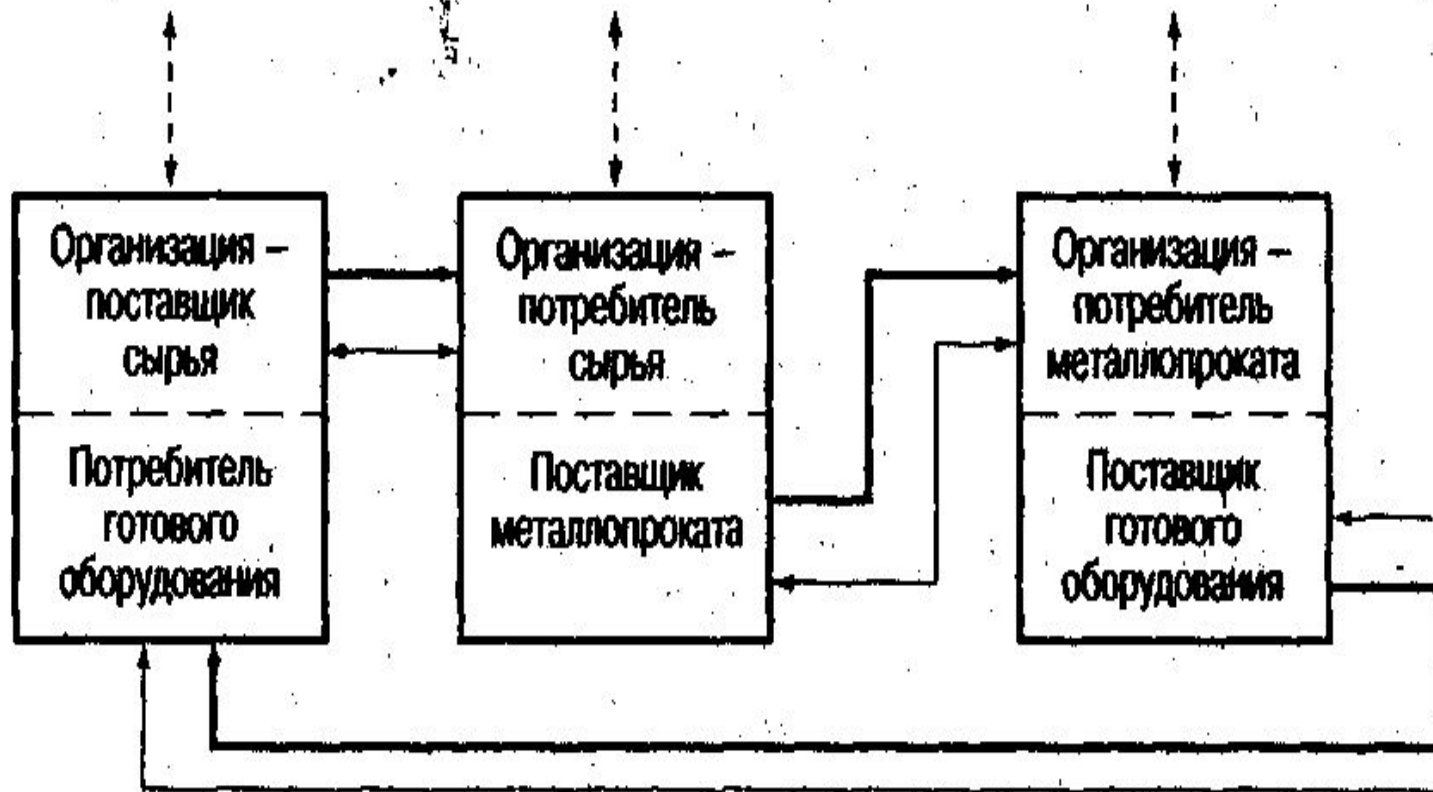 Организация –
поставщик
сырья
Потребитель
готового
оборудования
Организация –
потребитель
сырья
Поставщик
металлопроката
Организация –
потребитель
металлопроката
Поставщик
готового
оборудования